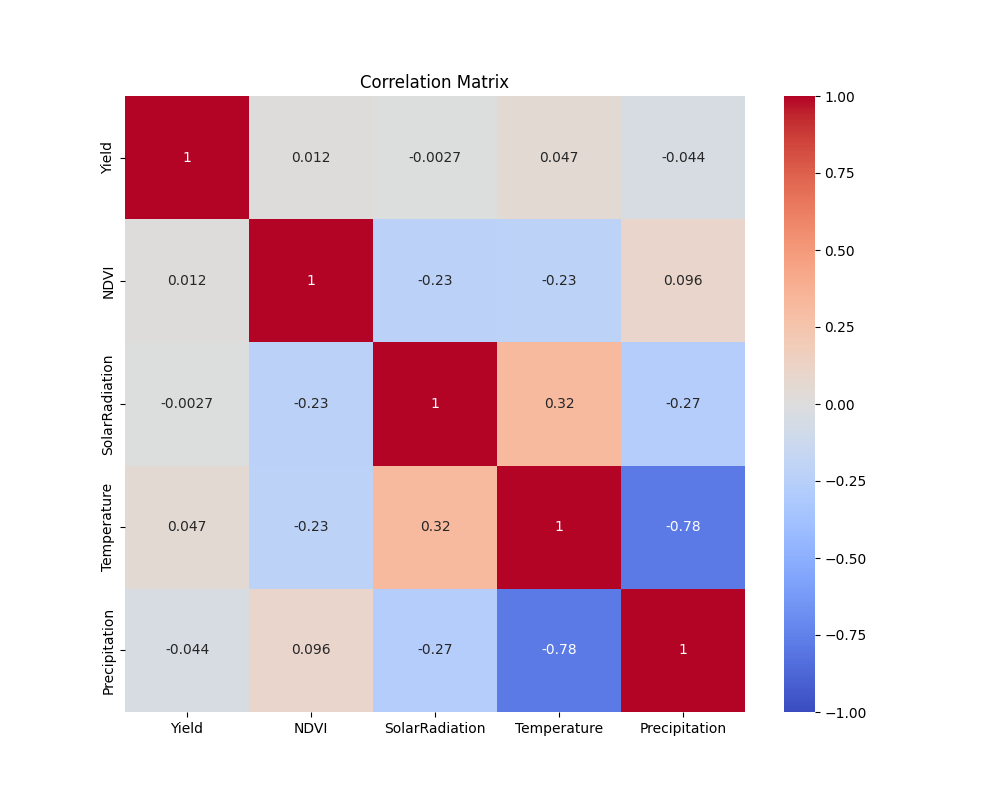 Correlation Matrix
Yield 1 0.012 -0.0027 0.047 -0.044
NDVI 0.012 1 -0.23 -0.23 0.096
SolarRadiation -0.0027 -0.23 1 0.32 -0.27
Temperature 0.047 -0.23 0.32 1 -0.78
Precipitation -0.044 0.096 -0.27 -0.78 1
Yield NDVI SolarRadiation Temperature Precipitation
1.00
0.75
0.50
0.25
0.00
−0.25
−0.50
−0.75
−1.00